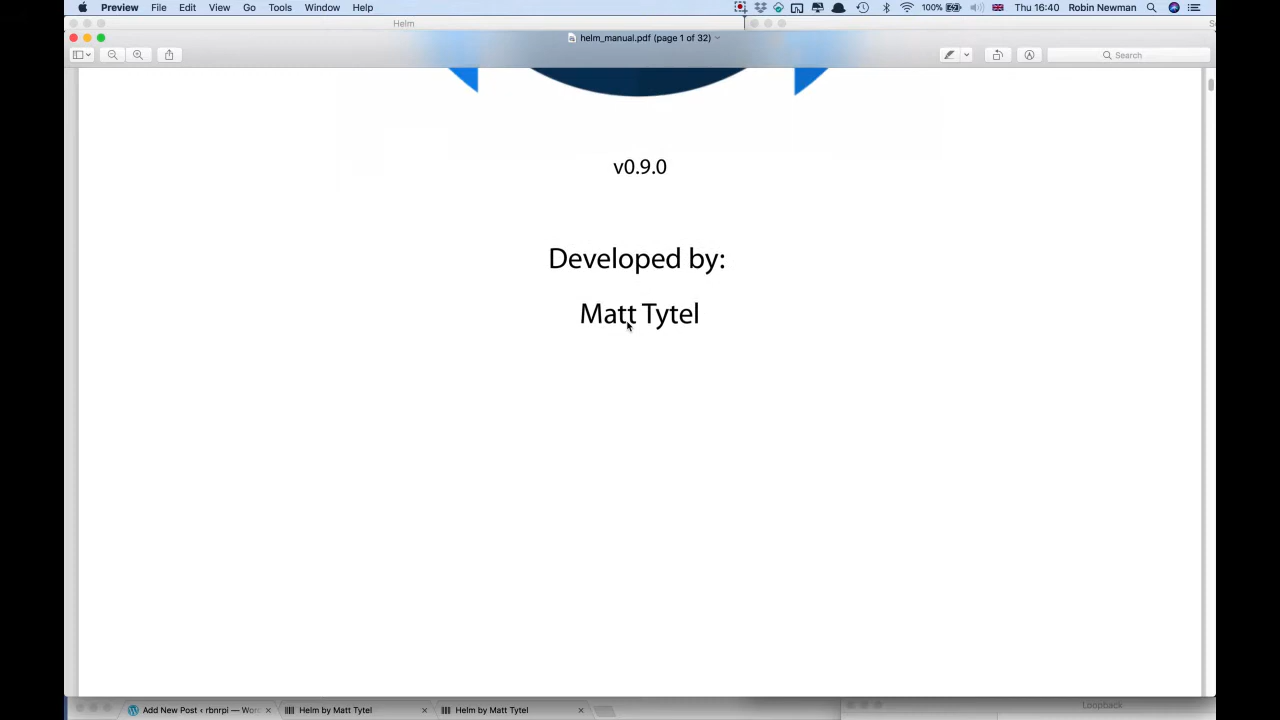 Preview File Edit View Go Tools Window Help 100% Thu 16:40 Robin Newman
Helm
helm_manual.pdf (page 1 of 32)
Search
v0.9.0
Developed by:
Matt Tytel
Add New Post ‹ rbnrpi — Wor Helm by Matt Tytel Helm by Matt Tytel Loopback